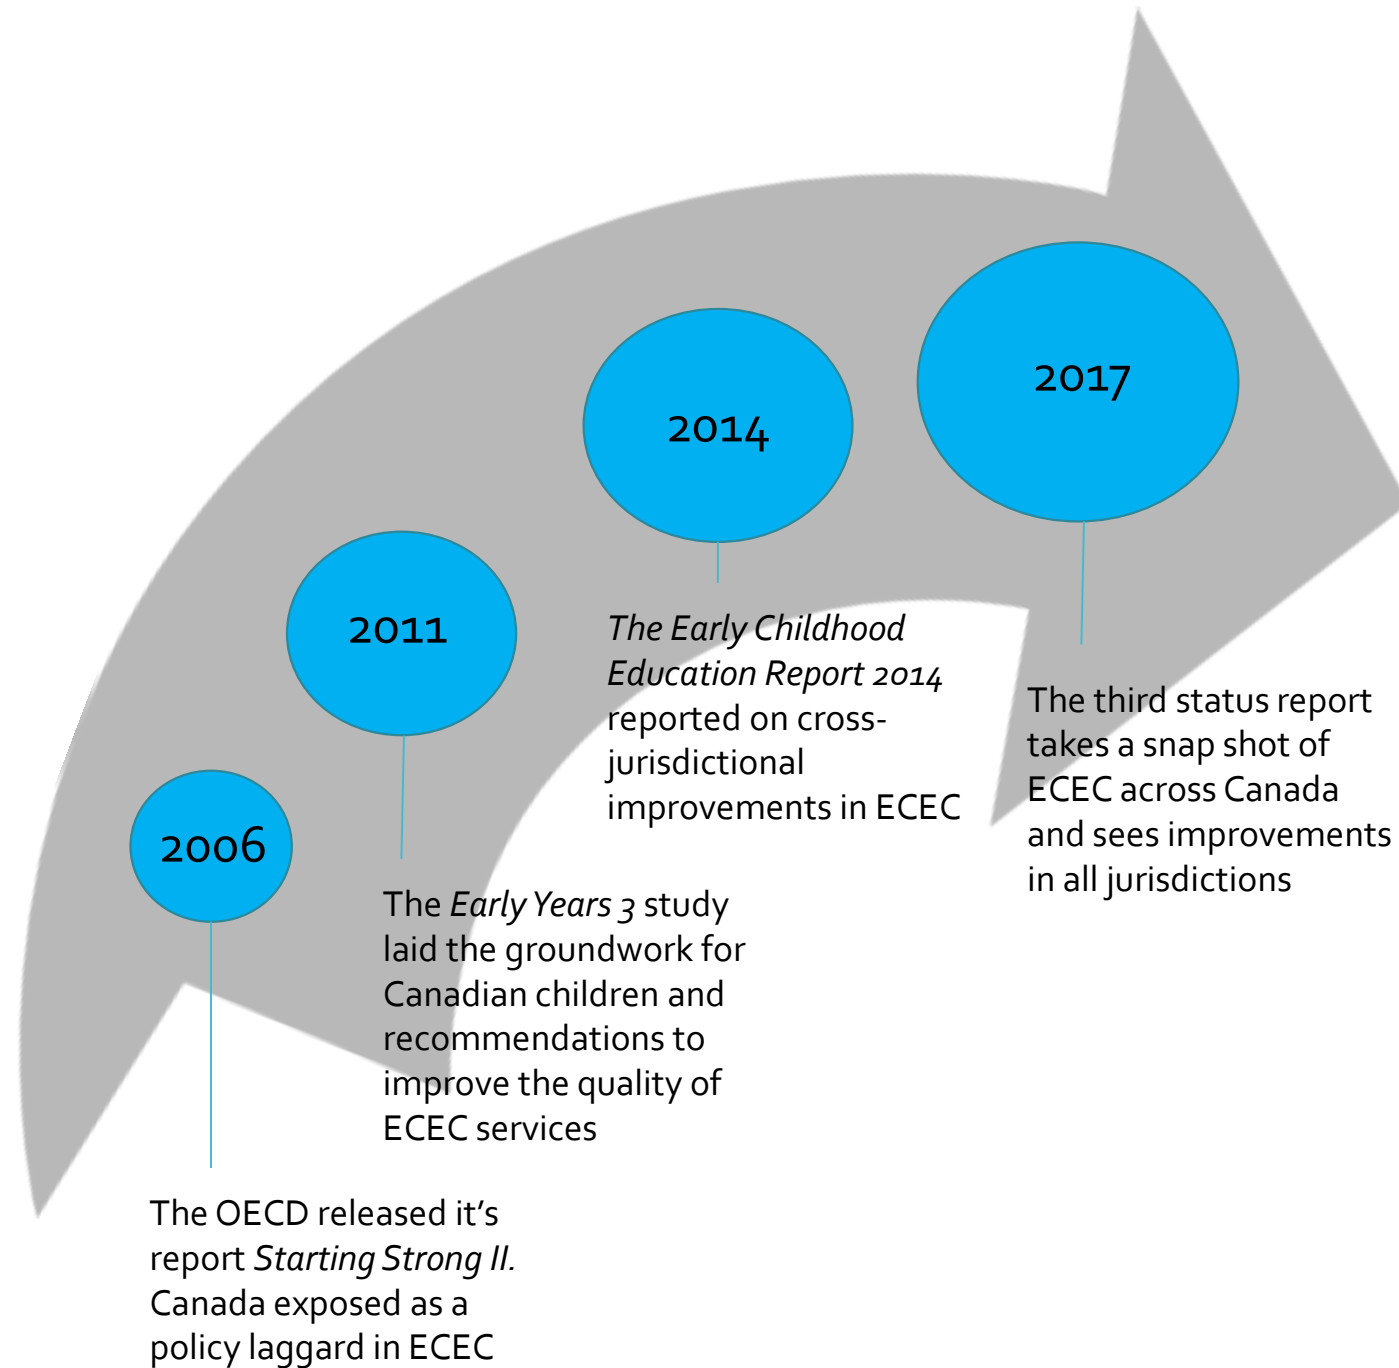 2006
The OECD released it's
report Starting Strong II.
Canada exposed as a
policy laggard in ECEC
2011
The Early Years 3 study
laid the groundwork for
Canadian children and
recommendations to
improve the quality of
ECEC services
2014
The Early Childhood
Education Report 2014
reported on cross-
jurisdictional
improvements in ECEC
2017
The third status report
takes a snap shot of
ECEC across Canada
and sees improvements
in all jurisdictions